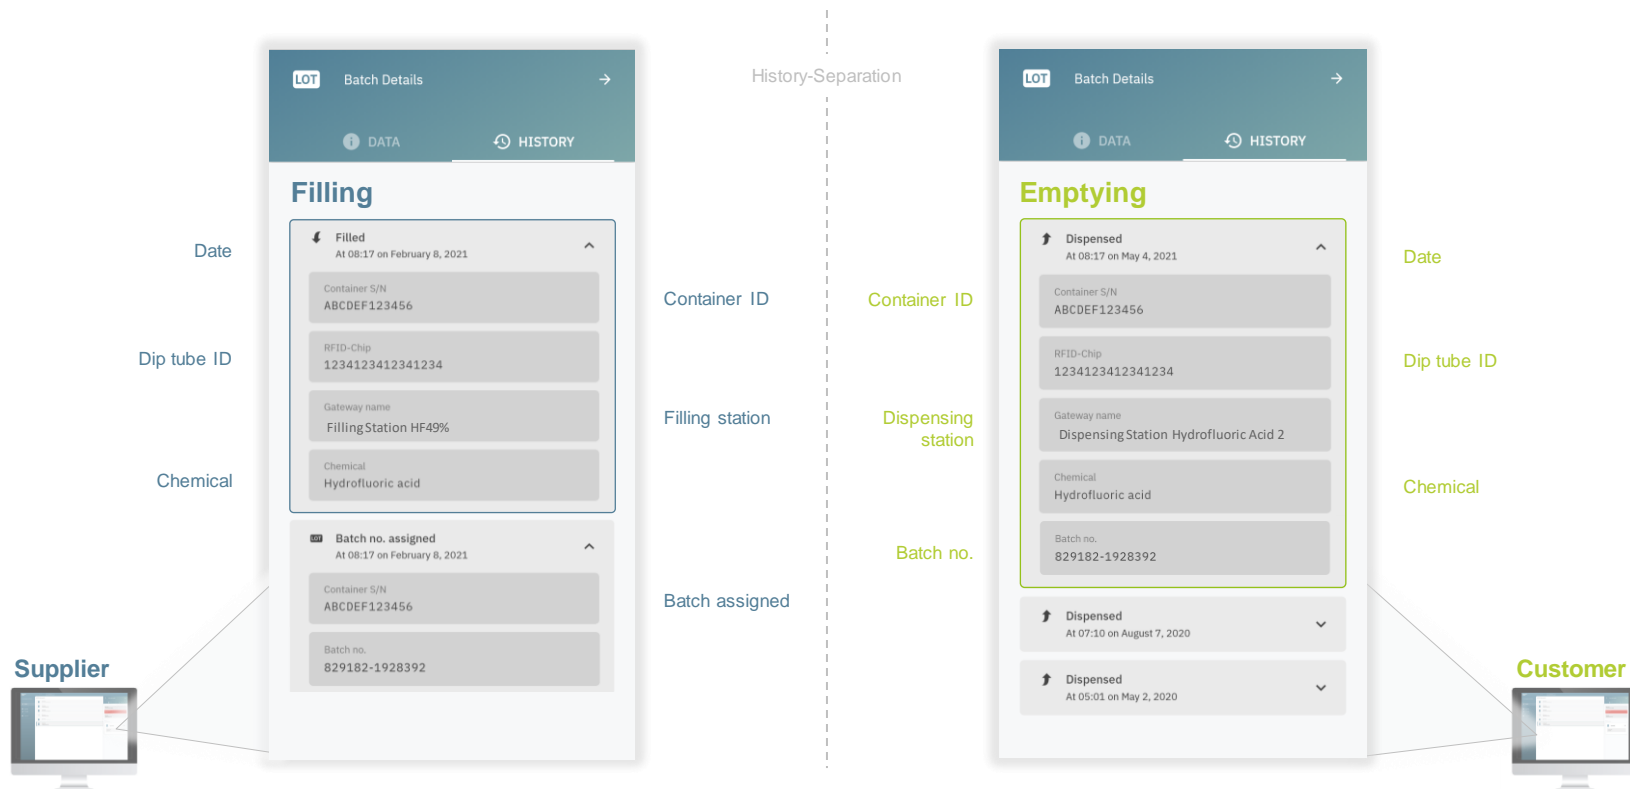 History-Separation
LOT Batch Details
DATA
HISTORY
Filling
Filled
At 08:17 on February 8, 2021
Container S/N
ABCDEF123456
RFID-Chip
1234123412341234
Gateway name
Filling Station HF49%
Chemical
Hydrofluoric acid
LOT Batch no. assigned
At 08:17 on February 8, 2021
Container S/N
ABCDEF123456
Batch no.
829182-1928392
Date
Dip tube ID
Chemical
Container ID
Filling station
Batch assigned
Supplier
LOT Batch Details
DATA
HISTORY
Emptying
Dispensed
At 08:17 on May 4, 2021
Container S/N
ABCDEF123456
RFID-Chip
1234123412341234
Gateway name
Dispensing Station Hydrofluoric Acid 2
Chemical
Hydrofluoric acid
Batch no.
829182-1928392
Dispensed
At 07:10 on August 7, 2020
Dispensed
At 05:01 on May 2, 2020
Container ID
Dispensing
station
Batch no.
Date
Dip tube ID
Chemical
Customer